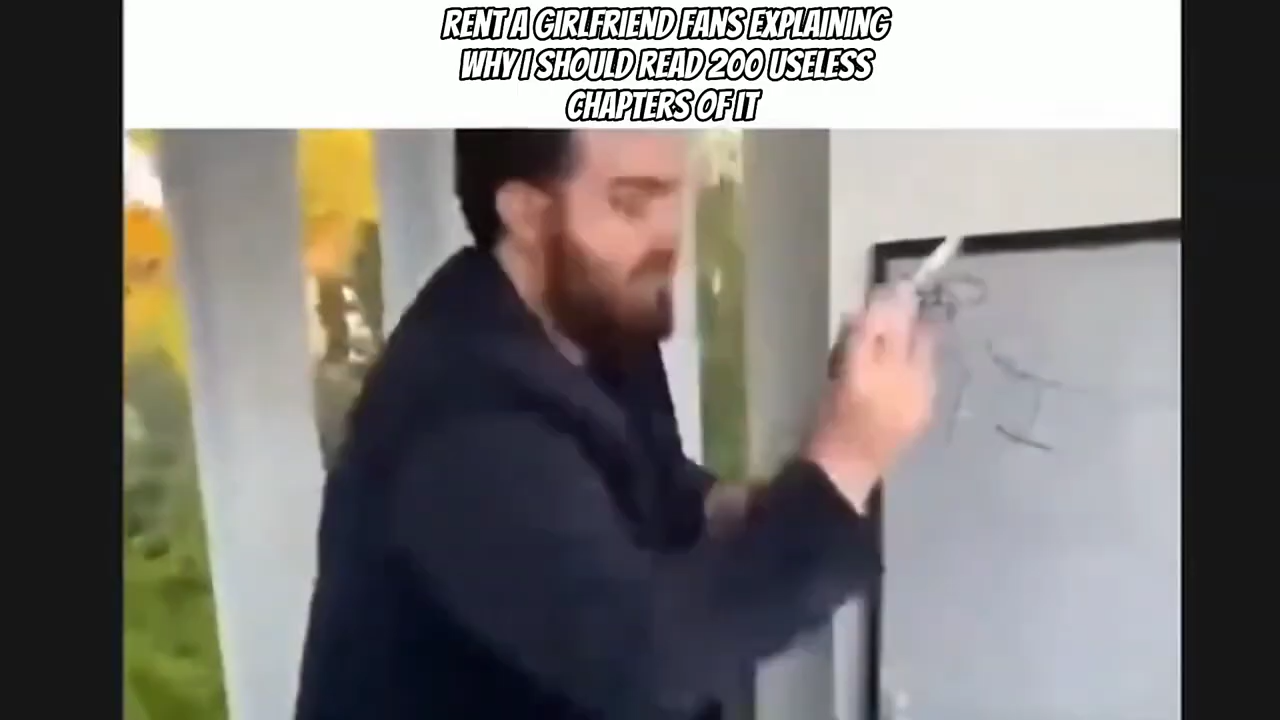 RENT A GIRLFRIEND FANS EXPLAINING
WHY I SHOULD READ 200 USELESS
CHAPTERS OF IT